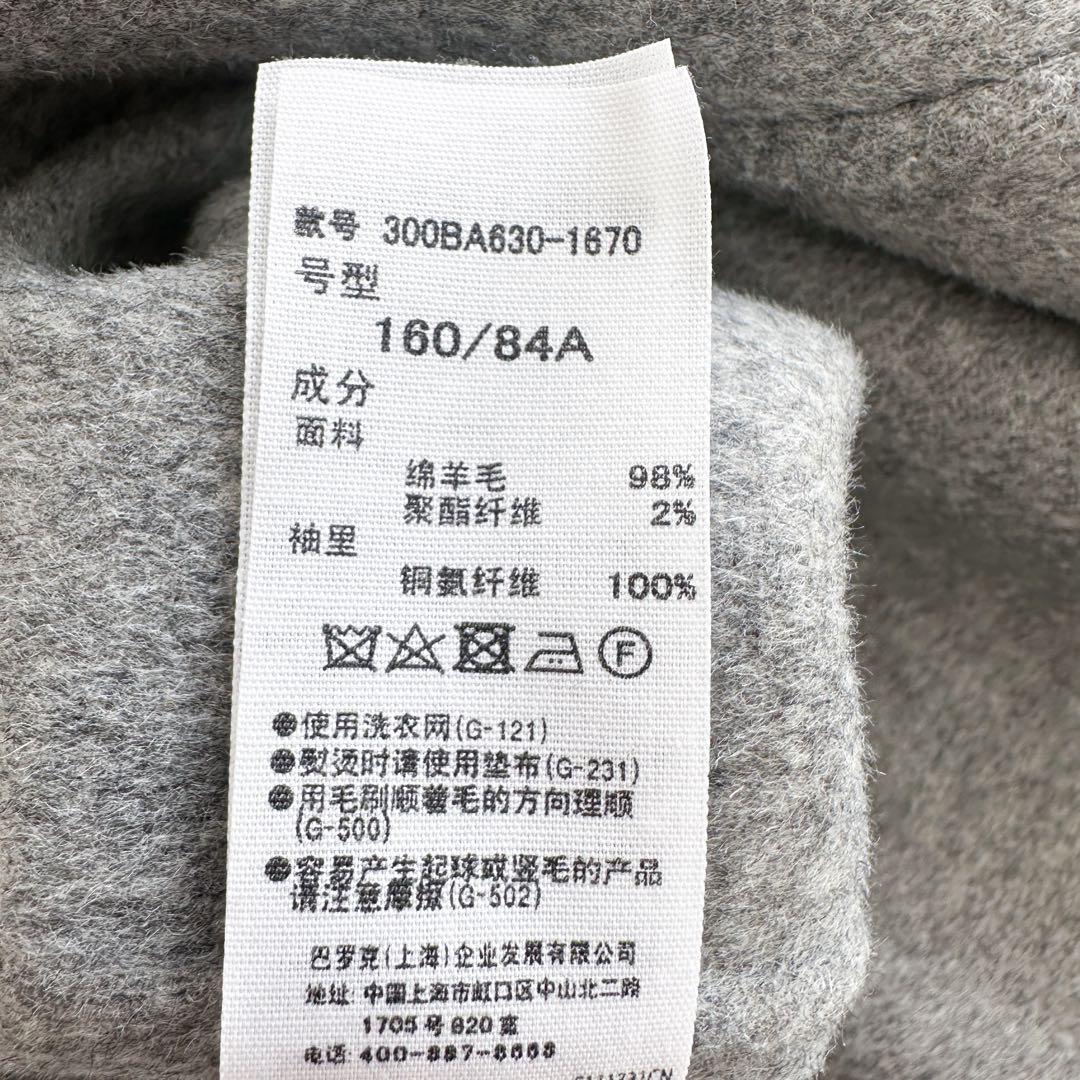 款号 300BA630-1670
号型
160/84A
成分
面料
绵羊毛 98%
聚酯纤维 2%
袖里
铜氨纤维 100%
F
●使用洗衣网(G-121)
●熨烫时请使用垫布(G-231)
●用毛刷顺着毛的方向理顺
(G-500)
●容易产生起球或竖毛的产品
请注意摩擦(G-502)
巴罗克(上海)企业发展有限公司
地址: 中国上海市虹口区中山北二路
1705号820室
电话: